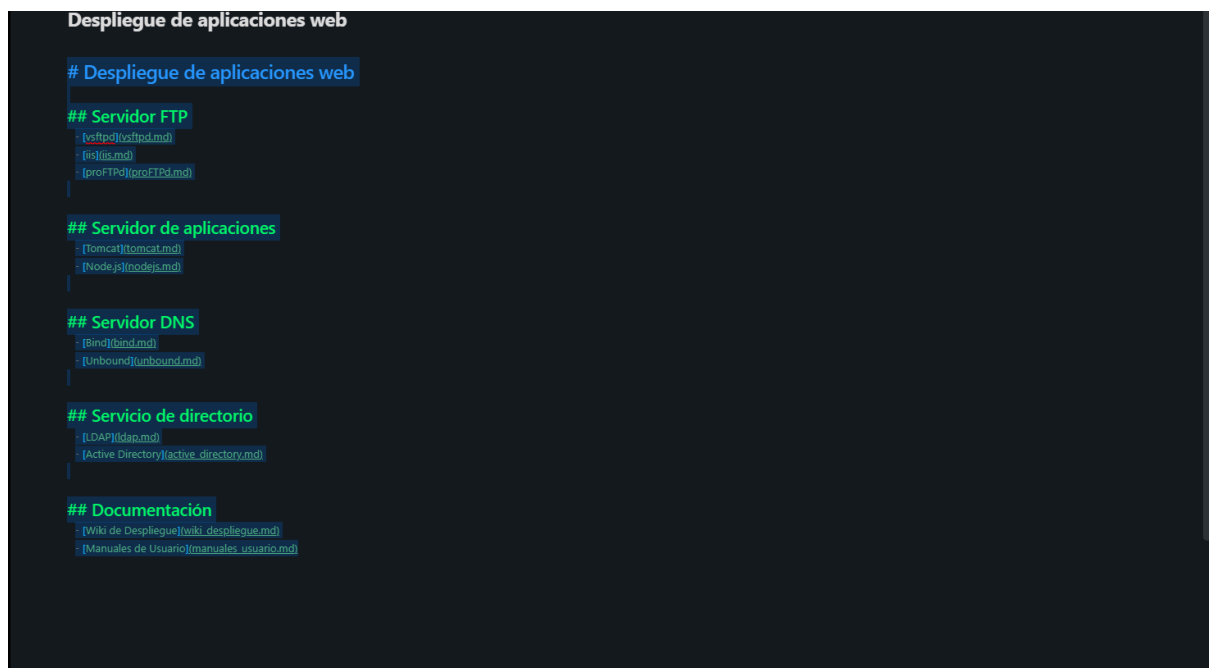 Despliegue de aplicaciones web
# Despliegue de aplicaciones web
## Servidor FTP
- [vsftpd](vsftpd.md)
- [iis](iis.md)
- [proFTPd](proFTPd.md)
## Servidor de aplicaciones
- [Tomcat](tomcat.md)
- [Node.js](nodejs.md)
## Servidor DNS
- [Bind](bind.md)
- [Unbound](unbound.md)
## Servicio de directorio
- [LDAP](ldap.md)
- [Active Directory](active_directory.md)
## Documentación
- [Wiki de Despliegue](wiki_despliegue.md)
- [Manuales de Usuario](manuales_usuario.md)